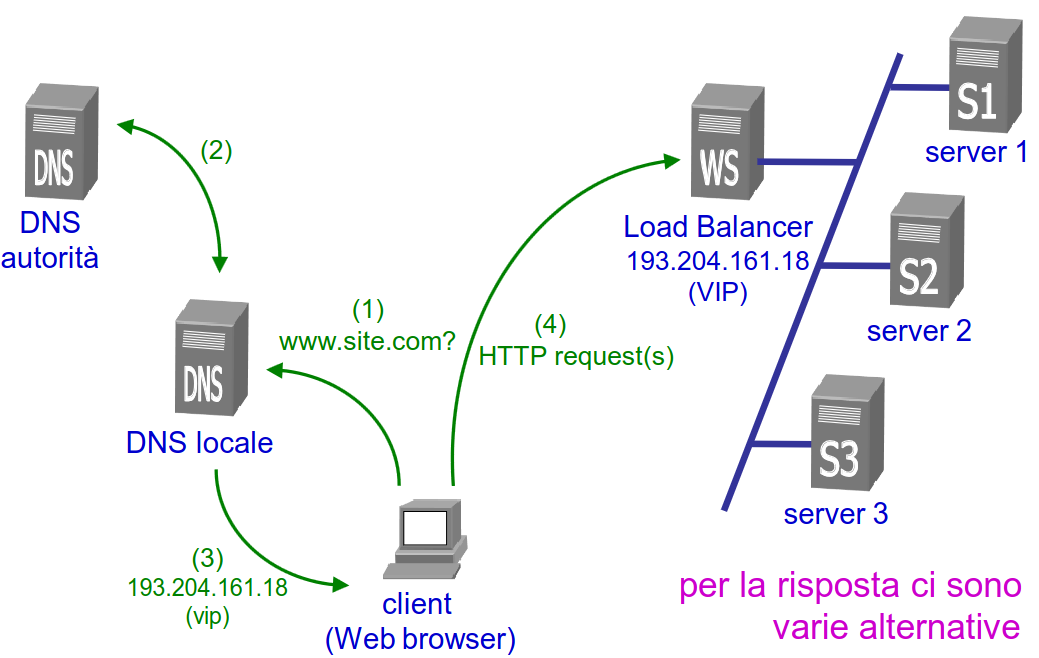 S1
server 1
DNS
DNS
autorità
(2)
WS
Load Balancer
193.204.161.18
(VIP)
S2
server 2
(1)
www.site.com?
(4)
HTTP request(s)
DNS
DNS locale
S3
server 3
(3)
193.204.161.18
(vip)
client
(Web browser)
per la risposta ci sono
varie alternative